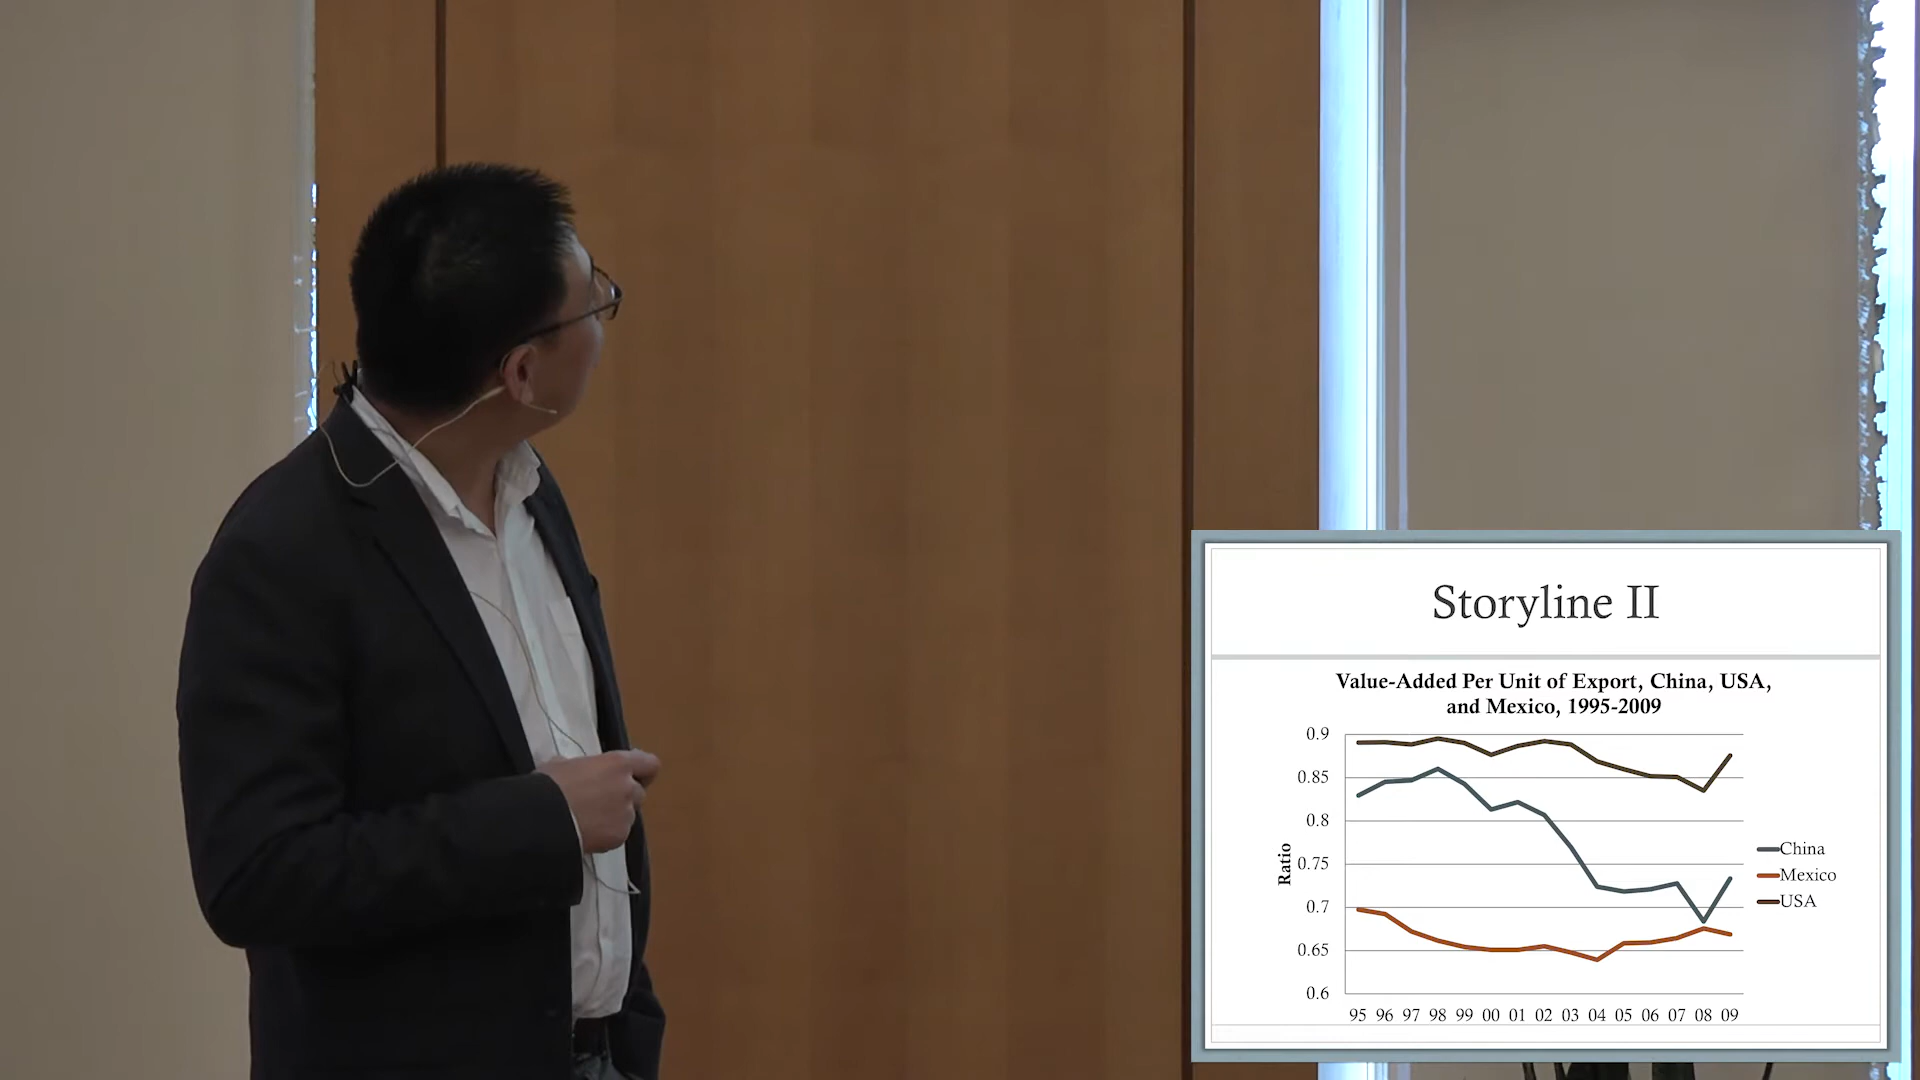 Storyline II
Value-Added Per Unit of Export, China, USA,
and Mexico, 1995-2009
0.9
0.85
0.8
0.75
0.7
0.65
0.6
Ratio
95 96 97 98 99 00 01 02 03 04 05 06 07 08 09
China
Mexico
USA